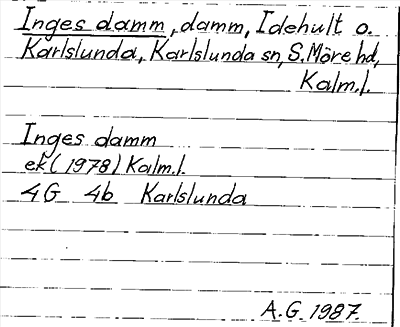 Inges damm, damm, Idehult o.
Karlslunda, Karlslunda sn, S. Möre hd,
Kalm.l.
Inges damm
ek (1978) Kalm.l.
4G 4b Karlslunda
A.G. 1987.